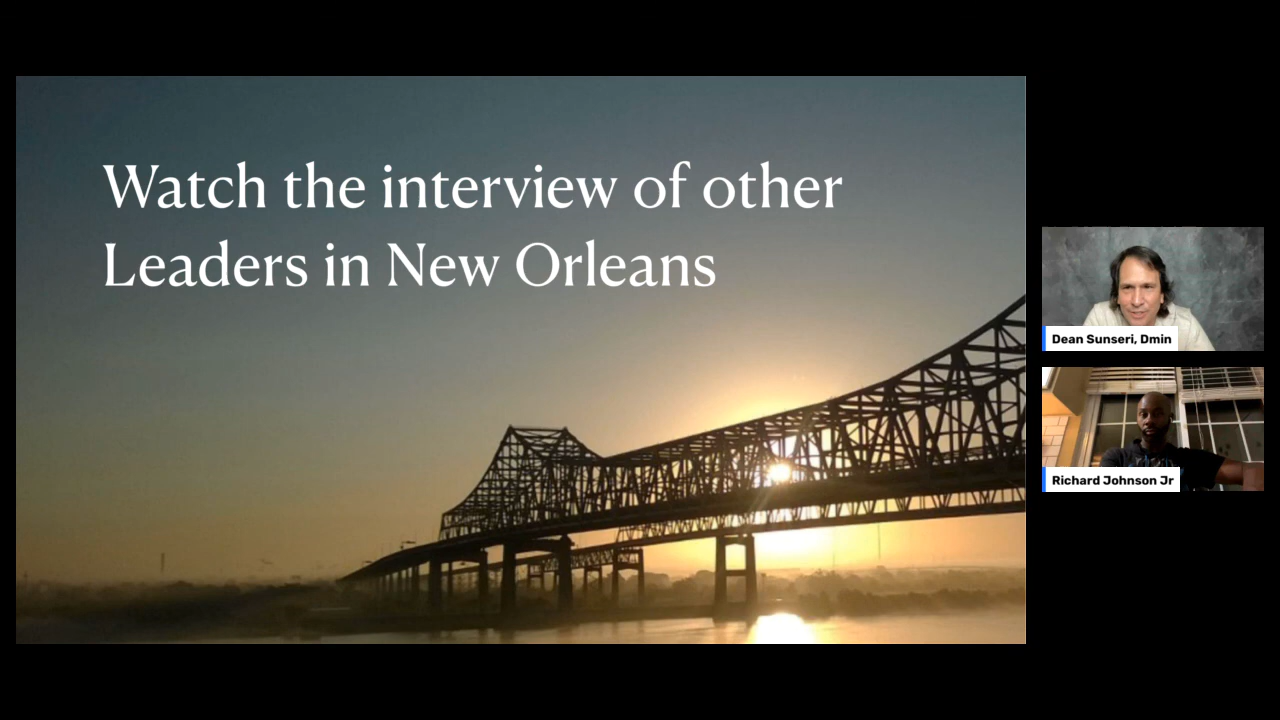 Watch the interview of other
Leaders in New Orleans
Dean Sunseri, Dmin
Richard Johnson Jr